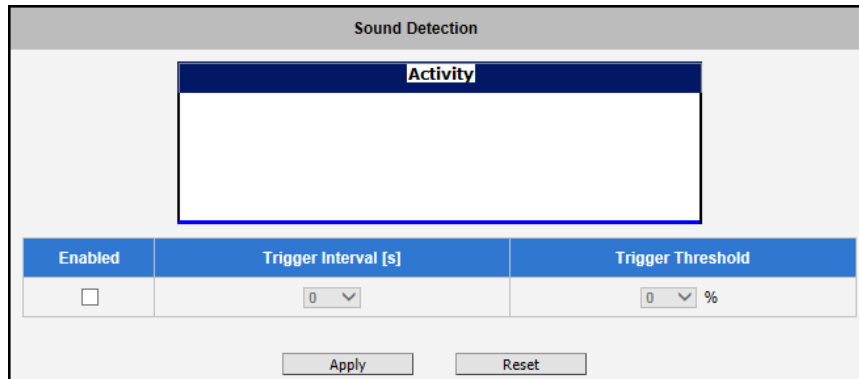 Sound Detection
Activity
Enabled Trigger Interval [s] Trigger Threshold
0 0 %
Apply Reset